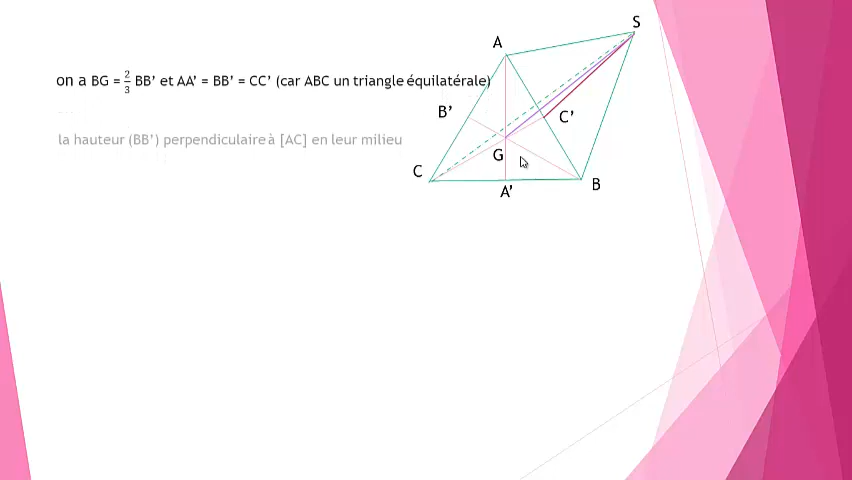 S
A
on a BG = 2/3 BB’ et AA’ = BB’ = CC’ (car ABC un triangle équilatérale)
B’
C’
la hauteur (BB’) perpendiculaire à [AC] en leur milieu
G
C
B
A’